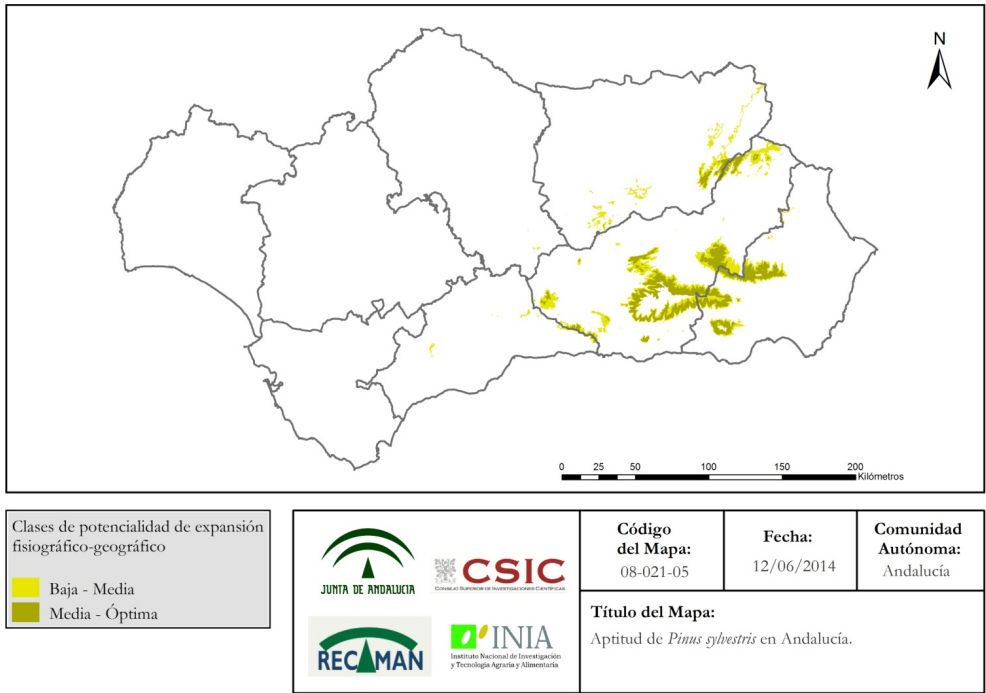 N
0 25 50 100 150 200
Kilómetros
Clases de potencialidad de expansión
fisiográfico-geográfico
Baja - Media
Media - Óptima
JUNTA DE ANDALUCIA
CSIC
CONSEJO SUPERIOR DE INVESTIGACIONES CIENTÍFICAS
RECAMAN
INIA
Instituto Nacional de Investigación
y Tecnología Agraria y Alimentaria
Código
del Mapa:
08-021-05
Fecha:
12/06/2014
Comunidad
Autónoma:
Andalucía
Título del Mapa:
Aptitud de Pinus sylvestris en Andalucía.